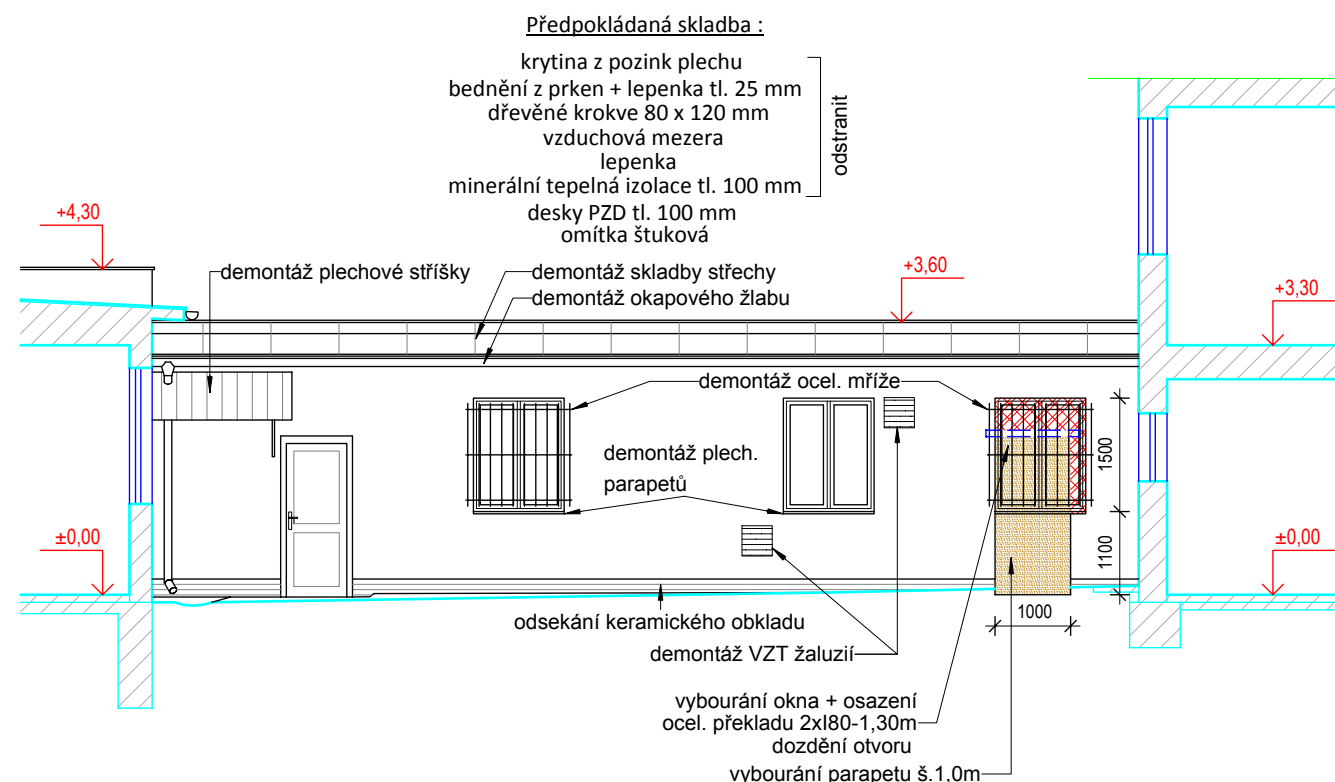 Předpokládaná skladba :
krytina z pozink plechu
bednění z prken + lepenka tl. 25 mm
dřevěné krokve 80 x 120 mm
vzduchová mezera
lepenka
minerální tepelná izolace tl. 100 mm
odstranit
desky PZD tl. 100 mm
omítka štuková
+4,30
demontáž plechové stříšky
demontáž skladby střechy
demontáž okapového žlabu
+3,60
+3,30
demontáž ocel. mříže
demontáž plech.
parapetů
1500
1100
±0,00
±0,00
1000
odsekání keramického obkladu
demontáž VZT žaluzií
vybourání okna + osazení
ocel. překladu 2xI80-1,30m
dozdění otvoru
vybourání parapetu š.1,0m